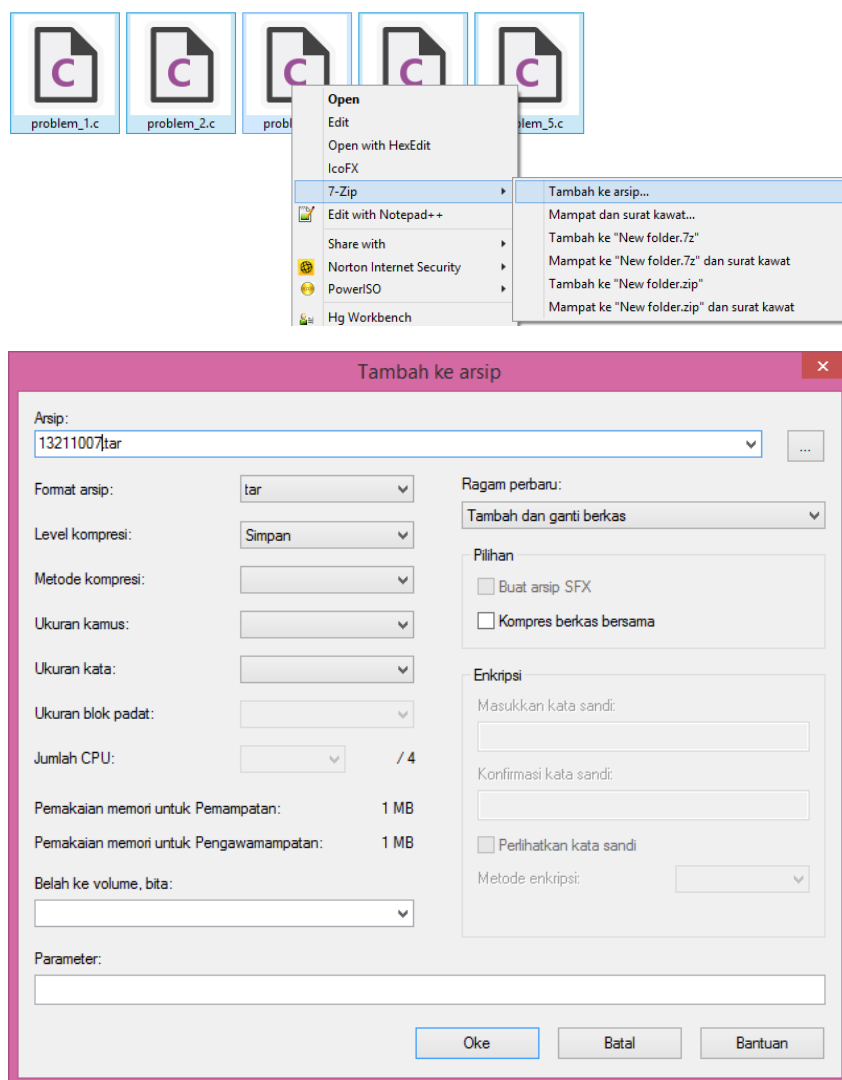 problem_1.c
problem_2.c
probl
lem_5.c
Open
Edit
Open with HexEdit
IcoFX
7-Zip
Edit with Notepad++
Share with
Norton Internet Security
PowerISO
Hg Workbench
Tambah ke arsip...
Mampat dan surat kawat...
Tambah ke "New folder.7z"
Mampat ke "New folder.7z" dan surat kawat
Tambah ke "New folder.zip"
Mampat ke "New folder.zip" dan surat kawat
Tambah ke arsip
Arsip:
13211007.tar
...
Format arsip:
tar
Level kompresi:
Simpan
Metode kompresi:
Ukuran kamus:
Ukuran kata:
Ukuran blok padat:
Jumlah CPU:
/ 4
Pemakaian memori untuk Pemampatan:
1 MB
Pemakaian memori untuk Pengawamampatan:
1 MB
Belah ke volume, bita:
Ragam perbaru:
Tambah dan ganti berkas
Pilihan
Buat arsip SFX
Kompres berkas bersama
Enkripsi
Masukkan kata sandi:
Konfirmasi kata sandi:
Perlihatkan kata sandi
Metode enkripsi:
Parameter:
Oke
Batal
Bantuan